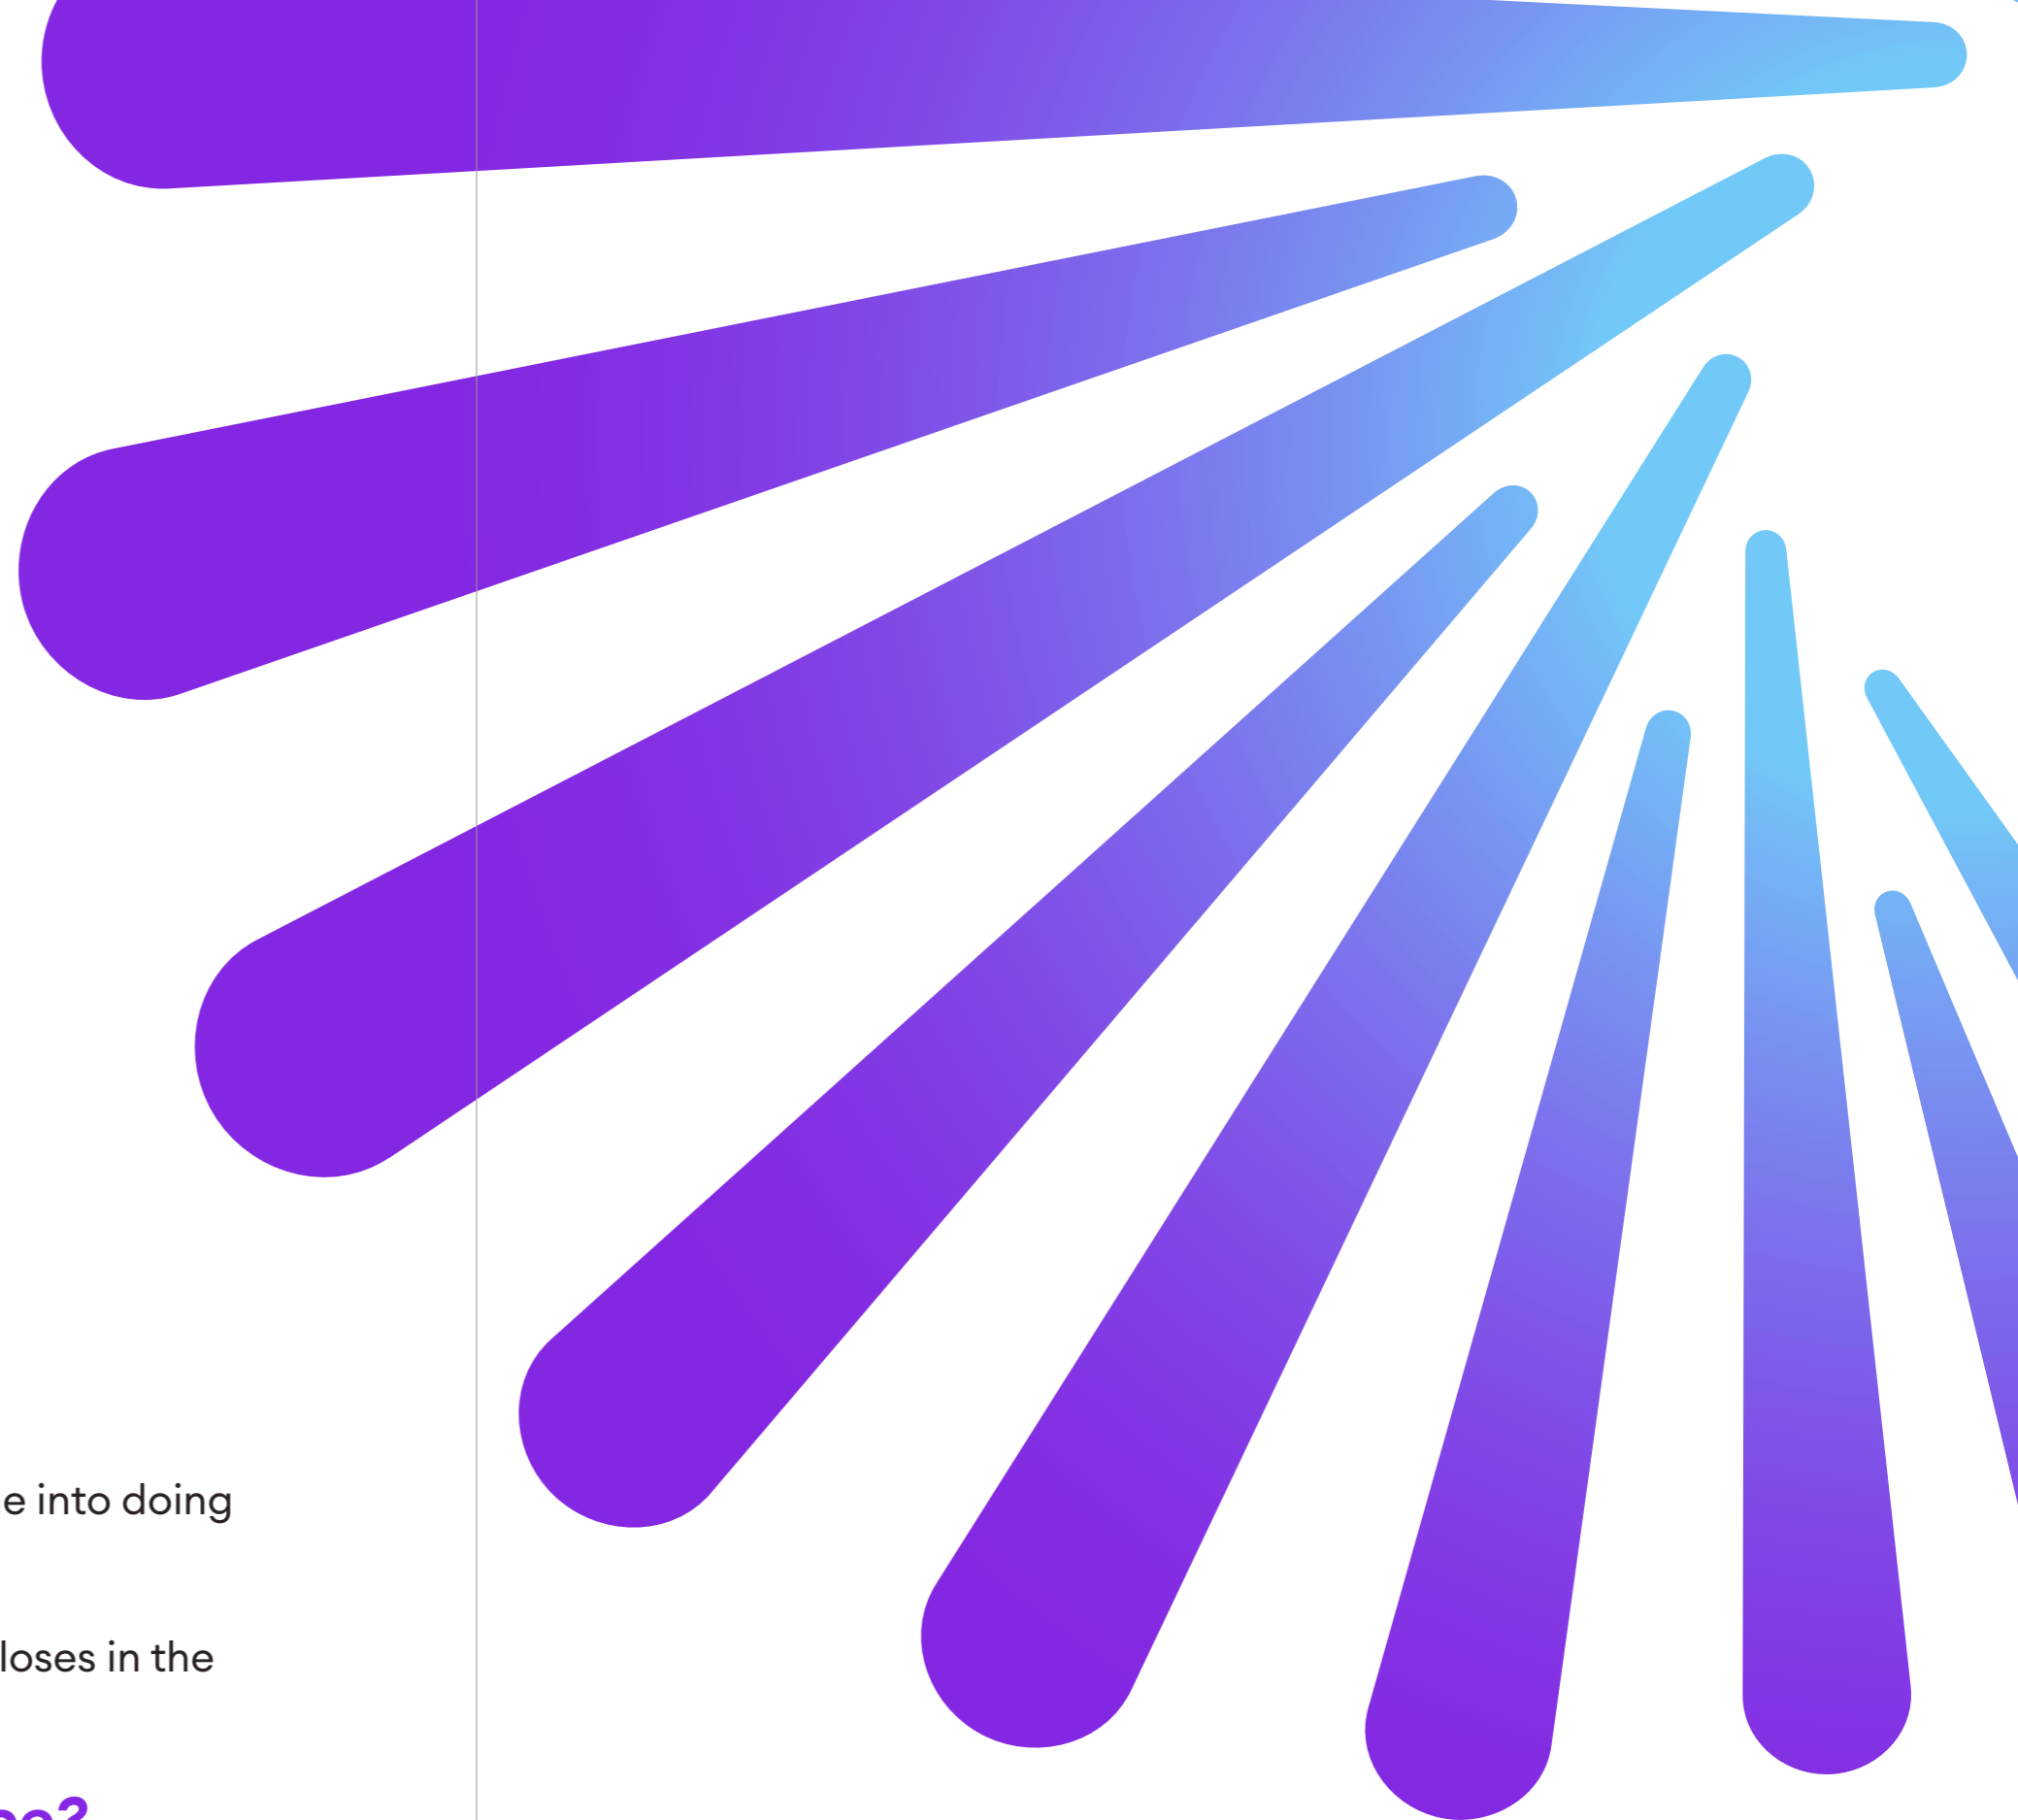 e into doing
loses in the